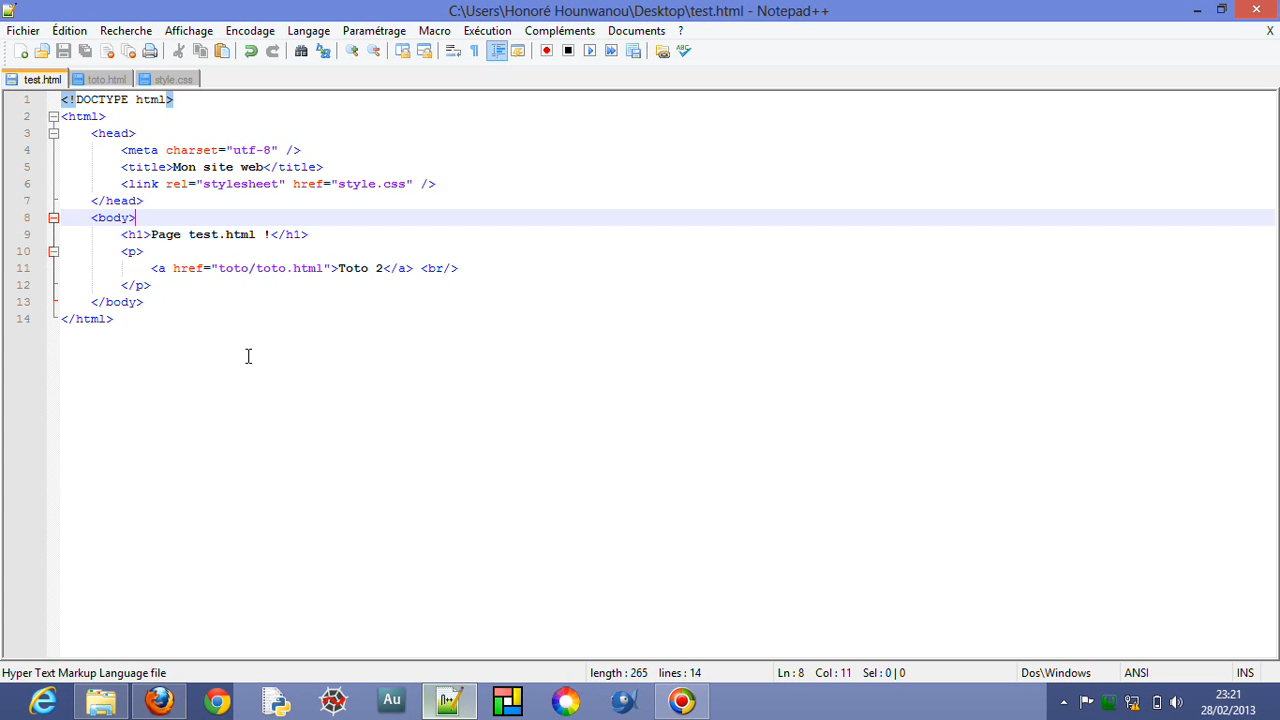 C:\Users\Honoré Hounwanou\Desktop\test.html - Notepad++
Fichier Édition Recherche Affichage Encodage Langage Paramétrage Macro Exécution Compléments Documents ? X
test.html toto.html style.css
1 <!DOCTYPE html>
2 <html>
3 <head>
4 <meta charset="utf-8" />
5 <title>Mon site web</title>
6 <link rel="stylesheet" href="style.css" />
7 </head>
8 <body>
9 <h1>Page test.html !</h1>
10 <p>
11 <a href="toto/toto.html">Toto 2</a> <br/>
12 </p>
13 </body>
14 </html>
Hyper Text Markup Language file length : 265 lines : 14 Ln : 8 Col : 11 Sel : 0 | 0 Dos\Windows ANSI INS
Au
23:21
28/02/2013